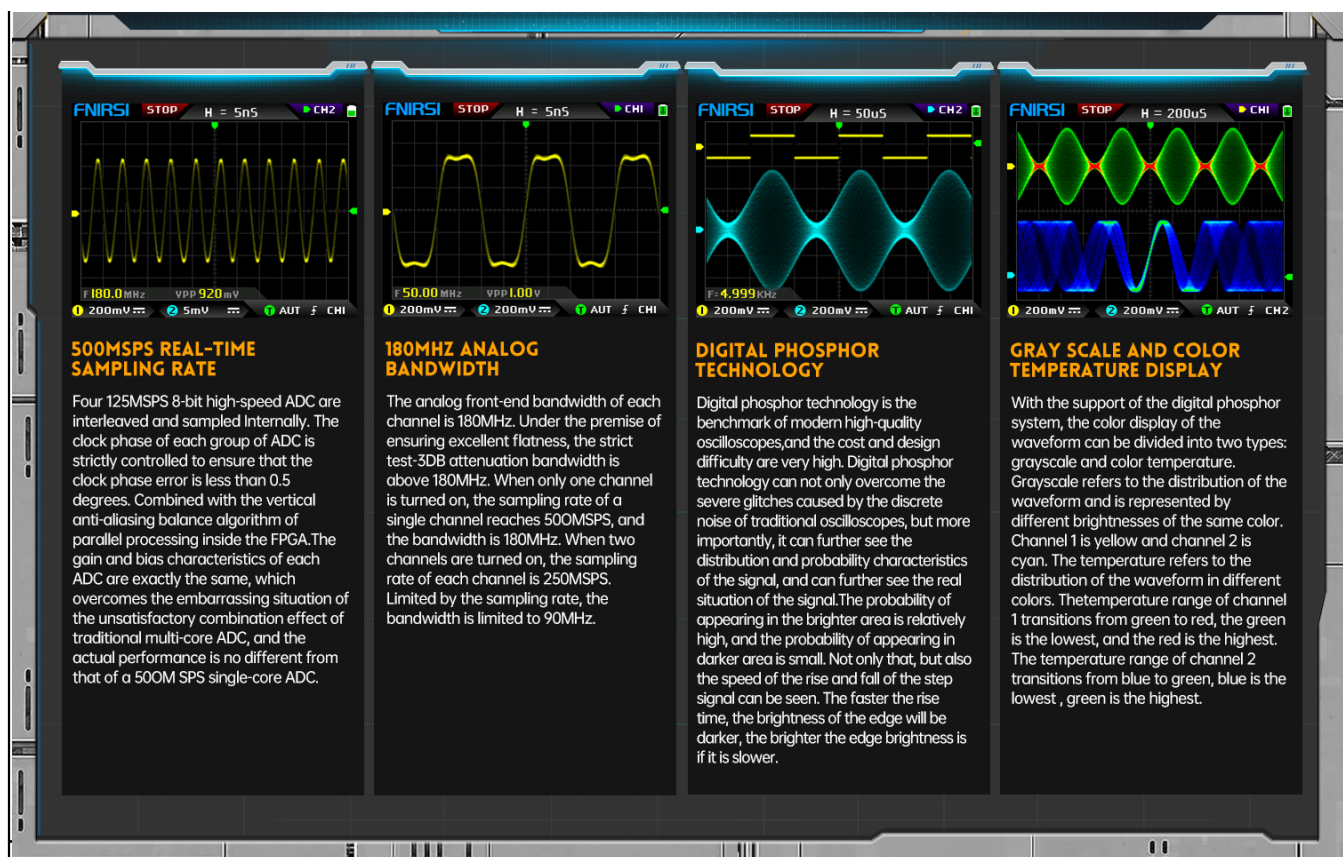 FNIRSI STOP H = 5nS CH2
F 180.0 MHz VPP 920 mV
1 200mV 2 5mV T AUT CH1
500MSPS REAL-TIME
SAMPLING RATE
Four 125MSPS 8-bit high-speed ADC are
interleaved and sampled Internally. The
clock phase of each group of ADC is
strictly controlled to ensure that the
clock phase error is less than 0.5
degrees. Combined with the vertical
anti-aliasing balance algorithm of
parallel processing inside the FPGA.The
gain and bias characteristics of each
ADC are exactly the same, which
overcomes the embarrassing situation of
the unsatisfactory combination effect of
traditional multi-core ADC, and the
actual performance is no different from
that of a 500M SPS single-core ADC.
FNIRSI STOP H = 5nS CH1
F 50.00 MHz VPP 1.00 V
1 200mV 2 200mV T AUT CH1
180MHZ ANALOG
BANDWIDTH
The analog front-end bandwidth of each
channel is 180MHz. Under the premise of
ensuring excellent flatness, the strict
test-3DB attenuation bandwidth is
above 180MHz. When only one channel
is turned on, the sampling rate of a
single channel reaches 500MSPS, and
the bandwidth is 180MHz. When two
channels are turned on, the sampling
rate of each channel is 250MSPS.
Limited by the sampling rate, the
bandwidth is limited to 90MHz.
FNIRSI STOP H = 50uS CH2
F=4.999KHz
1 200mV 2 200mV T AUT CH1
DIGITAL PHOSPHOR
TECHNOLOGY
Digital phosphor technology is the
benchmark of modern high-quality
oscilloscopes,and the cost and design
difficulty are very high. Digital phosphor
technology can not only overcome the
severe glitches caused by the discrete
noise of traditional oscilloscopes, but more
importantly, it can further see the
distribution and probability characteristics
of the signal, and can further see the real
situation of the signal.The probability of
appearing in the brighter area is relatively
high, and the probability of appearing in
darker area is small. Not only that, but also
the speed of the rise and fall of the step
signal can be seen. The faster the rise
time, the brightness of the edge will be
darker, the brighter the edge brightness is
if it is slower.
FNIRSI STOP H = 200uS CH1
1 200mV 2 200mV T AUT CH2
GRAY SCALE AND COLOR
TEMPERATURE DISPLAY
With the support of the digital phosphor
system, the color display of the
waveform can be divided into two types:
grayscale and color temperature.
Grayscale refers to the distribution of the
waveform and is represented by
different brightnesses of the same color.
Channel 1 is yellow and channel 2 is
cyan. The temperature refers to the
distribution of the waveform in different
colors. Thetemperature range of channel
1 transitions from green to red, the green
is the lowest, and the red is the highest.
The temperature range of channel 2
transitions from blue to green, blue is the
lowest , green is the highest.